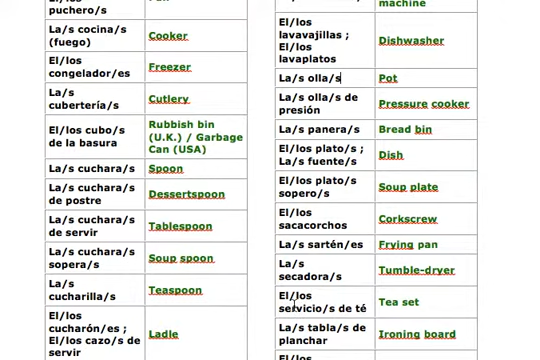 El/los
puchero/s
La/s cocina/s
(fuego)
Cooker
El/los
congelador/es
Freezer
La/s
cubertería/s
Cutlery
El/los cubo/s
de la basura
Rubbish bin
(U.K.) / Garbage
Can (USA)
La/s cuchara/s
Spoon
La/s cuchara/s
de postre
Dessertspoon
La/s cuchara/s
de servir
Tablespoon
La/s cuchara/s
sopera/s
Soup spoon
La/s
cucharilla/s
Teaspoon
El/los
cucharón/es ;
El/los cazo/s de
servir
Ladle
machine
El/los
lavavajillas ;
El/los
lavaplatos
Dishwasher
La/s olla/s
Pot
La/s olla/s de
presión
Pressure cooker
La/s panera/s
Bread bin
El/los plato/s ;
La/s fuente/s
Dish
El/los plato/s
sopero/s
Soup plate
El/los
sacacorchos
Corkscrew
La/s sartén/es
Frying pan
La/s
secadora/s
Tumble-dryer
El/los
servicio/s de té
Tea set
La/s tabla/s de
planchar
Ironing board
El/los